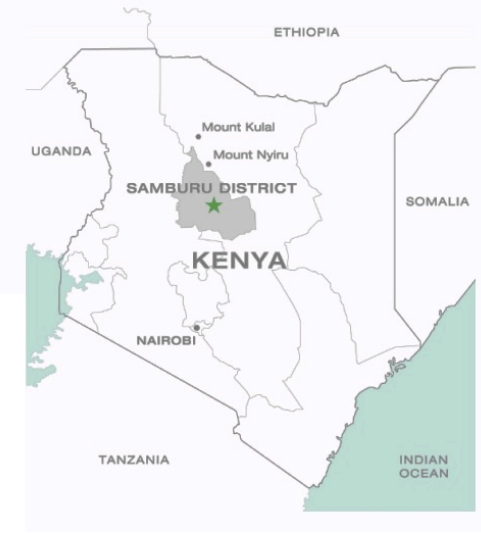 ETHIOPIA
Mount Kulal
UGANDA
Mount Nyiru
SAMBURU DISTRICT
SOMALIA
KENYA
NAIROBI
TANZANIA
INDIAN
OCEAN